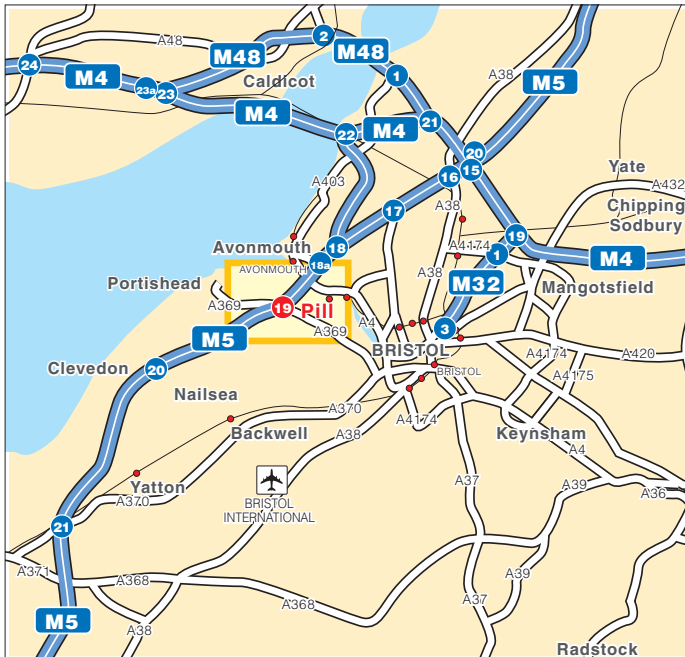 A48
2
M48
M48
24
M4
1
A38
M5
23a
23
Caldicot
M4
22
M4
21
20
15
16
Yate
A432
A403
17
A38
Chipping
Sodbury
19
Avonmouth
18
A4174
1
M4
AVONMOUTH
18a
A38
M32
Portishead
Mangotsfield
A369
19
Pill
A4
3
A369
M5
BRISTOL
A4174
A420
Clevedon
20
BRISTOL
A4175
Nailsea
A370
A4174
Backwell
A38
Keynsham
A4
Yatton
A370
A37
A39
A36
BRISTOL
INTERNATIONAL
21
A371
A368
A39
A368
A37
M5
A38
Radstock